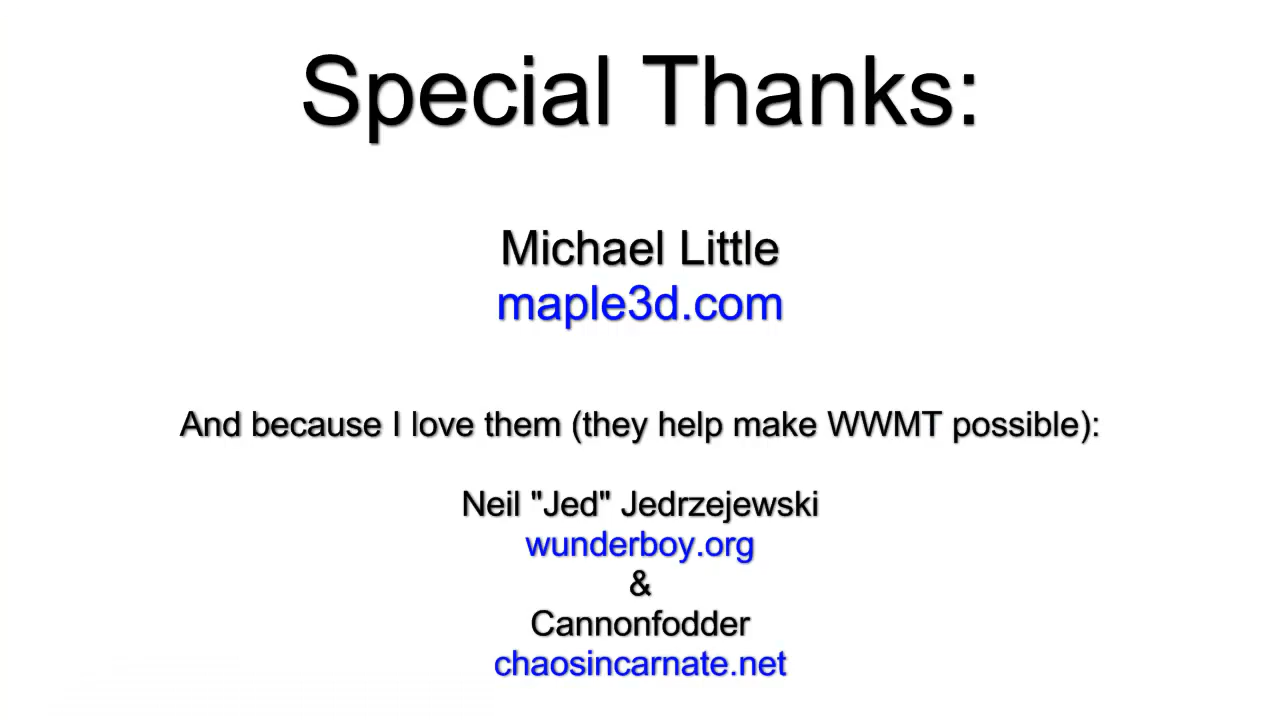 Special Thanks:
Michael Little
maple3d.com
And because I love them (they help make WWMT possible):
Neil "Jed" Jedrzejewski
wunderboy.org
&
Cannonfodder
chaosincarnate.net